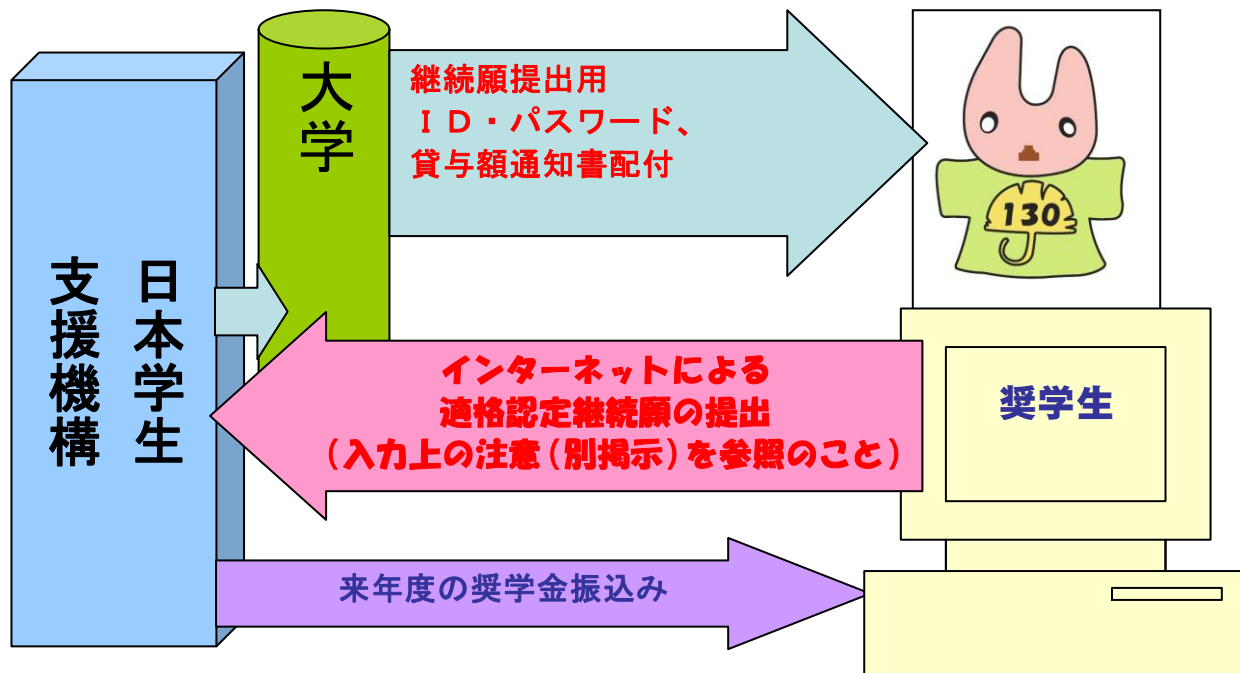 大学
継続願提出用
ＩＤ・パスワード、
貸与額通知書配付
130
日本学生
支援機構
インターネットによる
適格認定継続願の提出
（入力上の注意（別掲示）を参照のこと）
奨学生
来年度の奨学金振込み